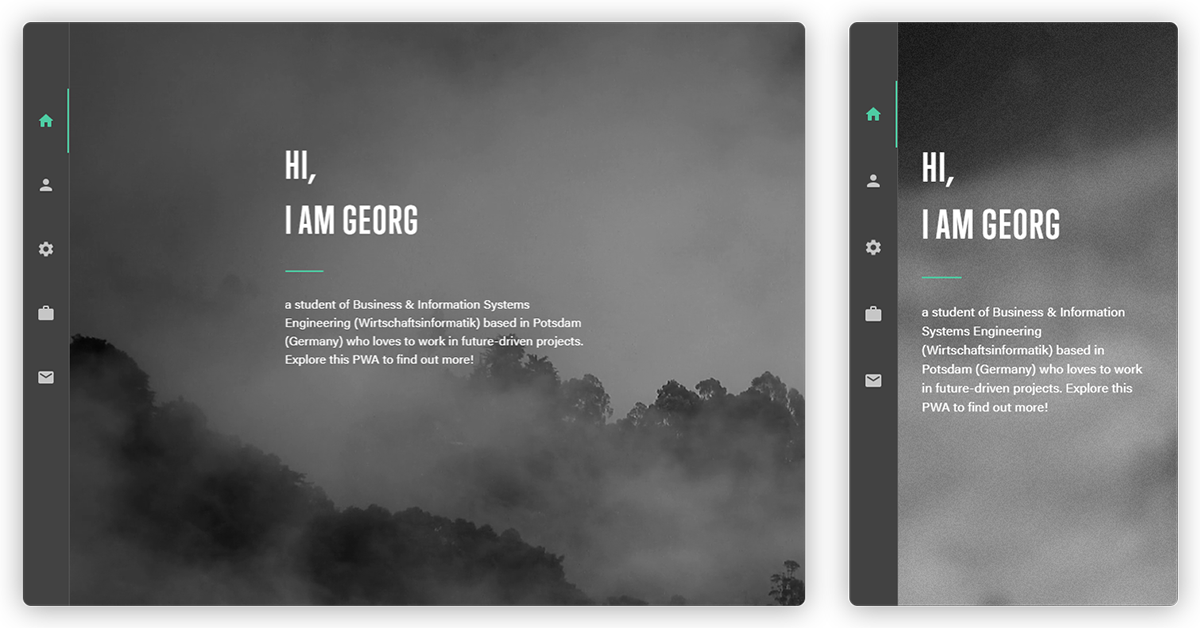 HI,
I AM GEORG
a student of Business & Information Systems
Engineering (Wirtschaftsinformatik) based in Potsdam
(Germany) who loves to work in future-driven projects.
Explore this PWA to find out more!
HI,
I AM GEORG
a student of Business & Information
Systems Engineering
(Wirtschaftsinformatik) based in
Potsdam (Germany) who loves to work
in future-driven projects. Explore this
PWA to find out more!